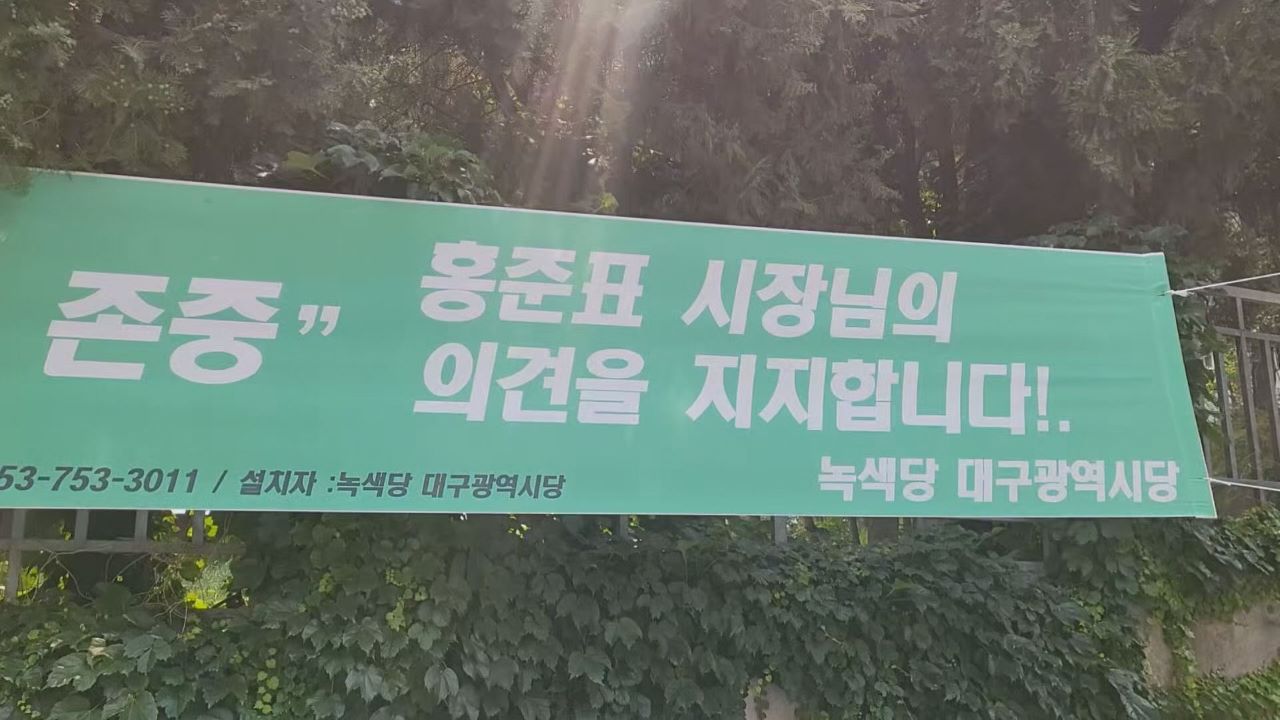 존중”
홍준표 시장님의
의견을 지지합니다!.
53-753-3011 / 설치자 :녹색당 대구광역시당
녹색당 대구광역시당